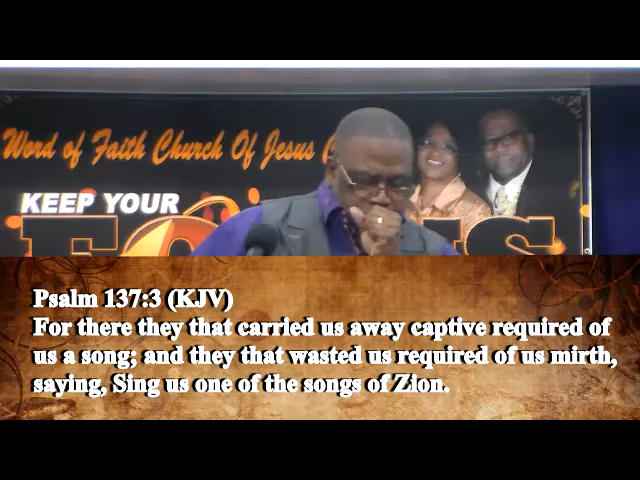 Word of Faith Church Of Jesus
KEEP YOUR
Psalm 137:3 (KJV)
For there they that carried us away captive required of
us a song; and they that wasted us required of us mirth,
saying, Sing us one of the songs of Zion.